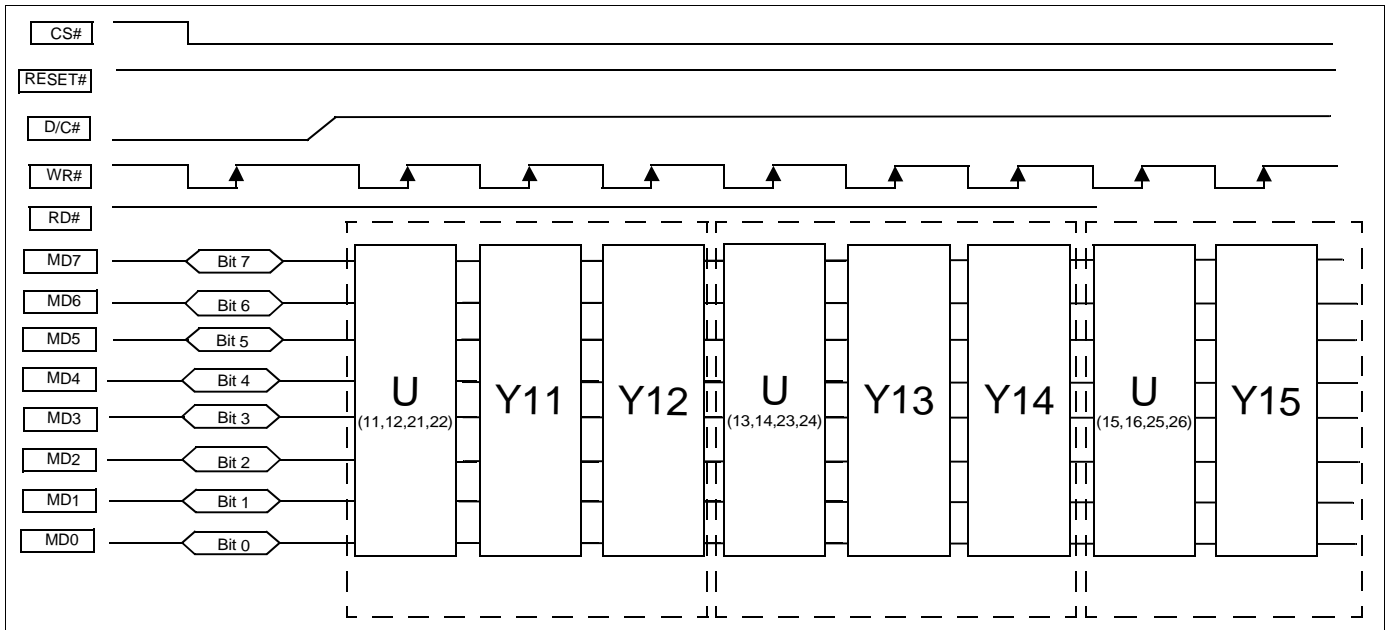 CS#
RESET#
D/C#
WR#
RD#
MD7 Bit 7
MD6 Bit 6
MD5 Bit 5
MD4 Bit 4
MD3 Bit 3
MD2 Bit 2
MD1 Bit 1
MD0 Bit 0
U
(11,12,21,22)
Y11
Y12
U
(13,14,23,24)
Y13
Y14
U
(15,16,25,26)
Y15